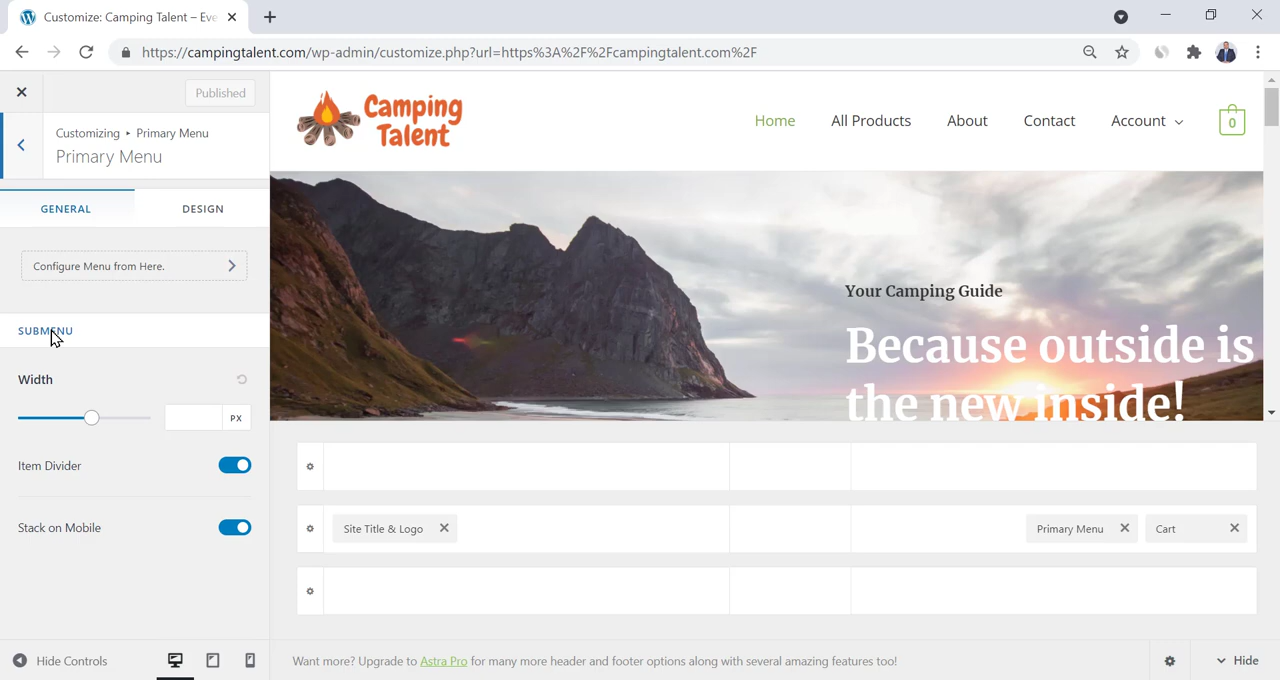 Customize: Camping Talent – Eve
https://campingtalent.com/wp-admin/customize.php?url=https%3A%2F%2Fcampingtalent.com%2F
Published
Customizing ▸ Primary Menu
Primary Menu
GENERAL
DESIGN
Configure Menu from Here.
SUBMENU
Width
PX
Item Divider
Stack on Mobile
Hide Controls
Camping
Talent
Home
All Products
About
Contact
Account
0
Your Camping Guide
Because outside is
the new inside!
Site Title & Logo
Primary Menu
Cart
Want more? Upgrade to Astra Pro for many more header and footer options along with several amazing features too!
Hide